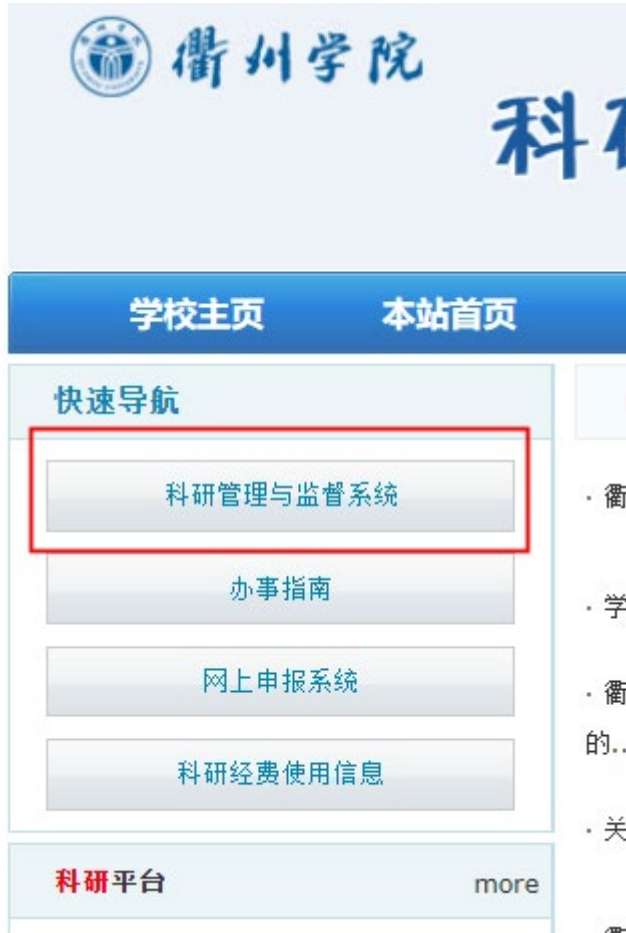 衢州学院
科研
学校主页 本站首页
快速导航
科研管理与监督系统
办事指南
网上申报系统
科研经费使用信息
科研平台 more
· 衢
· 学
· 衢
的..
· 关